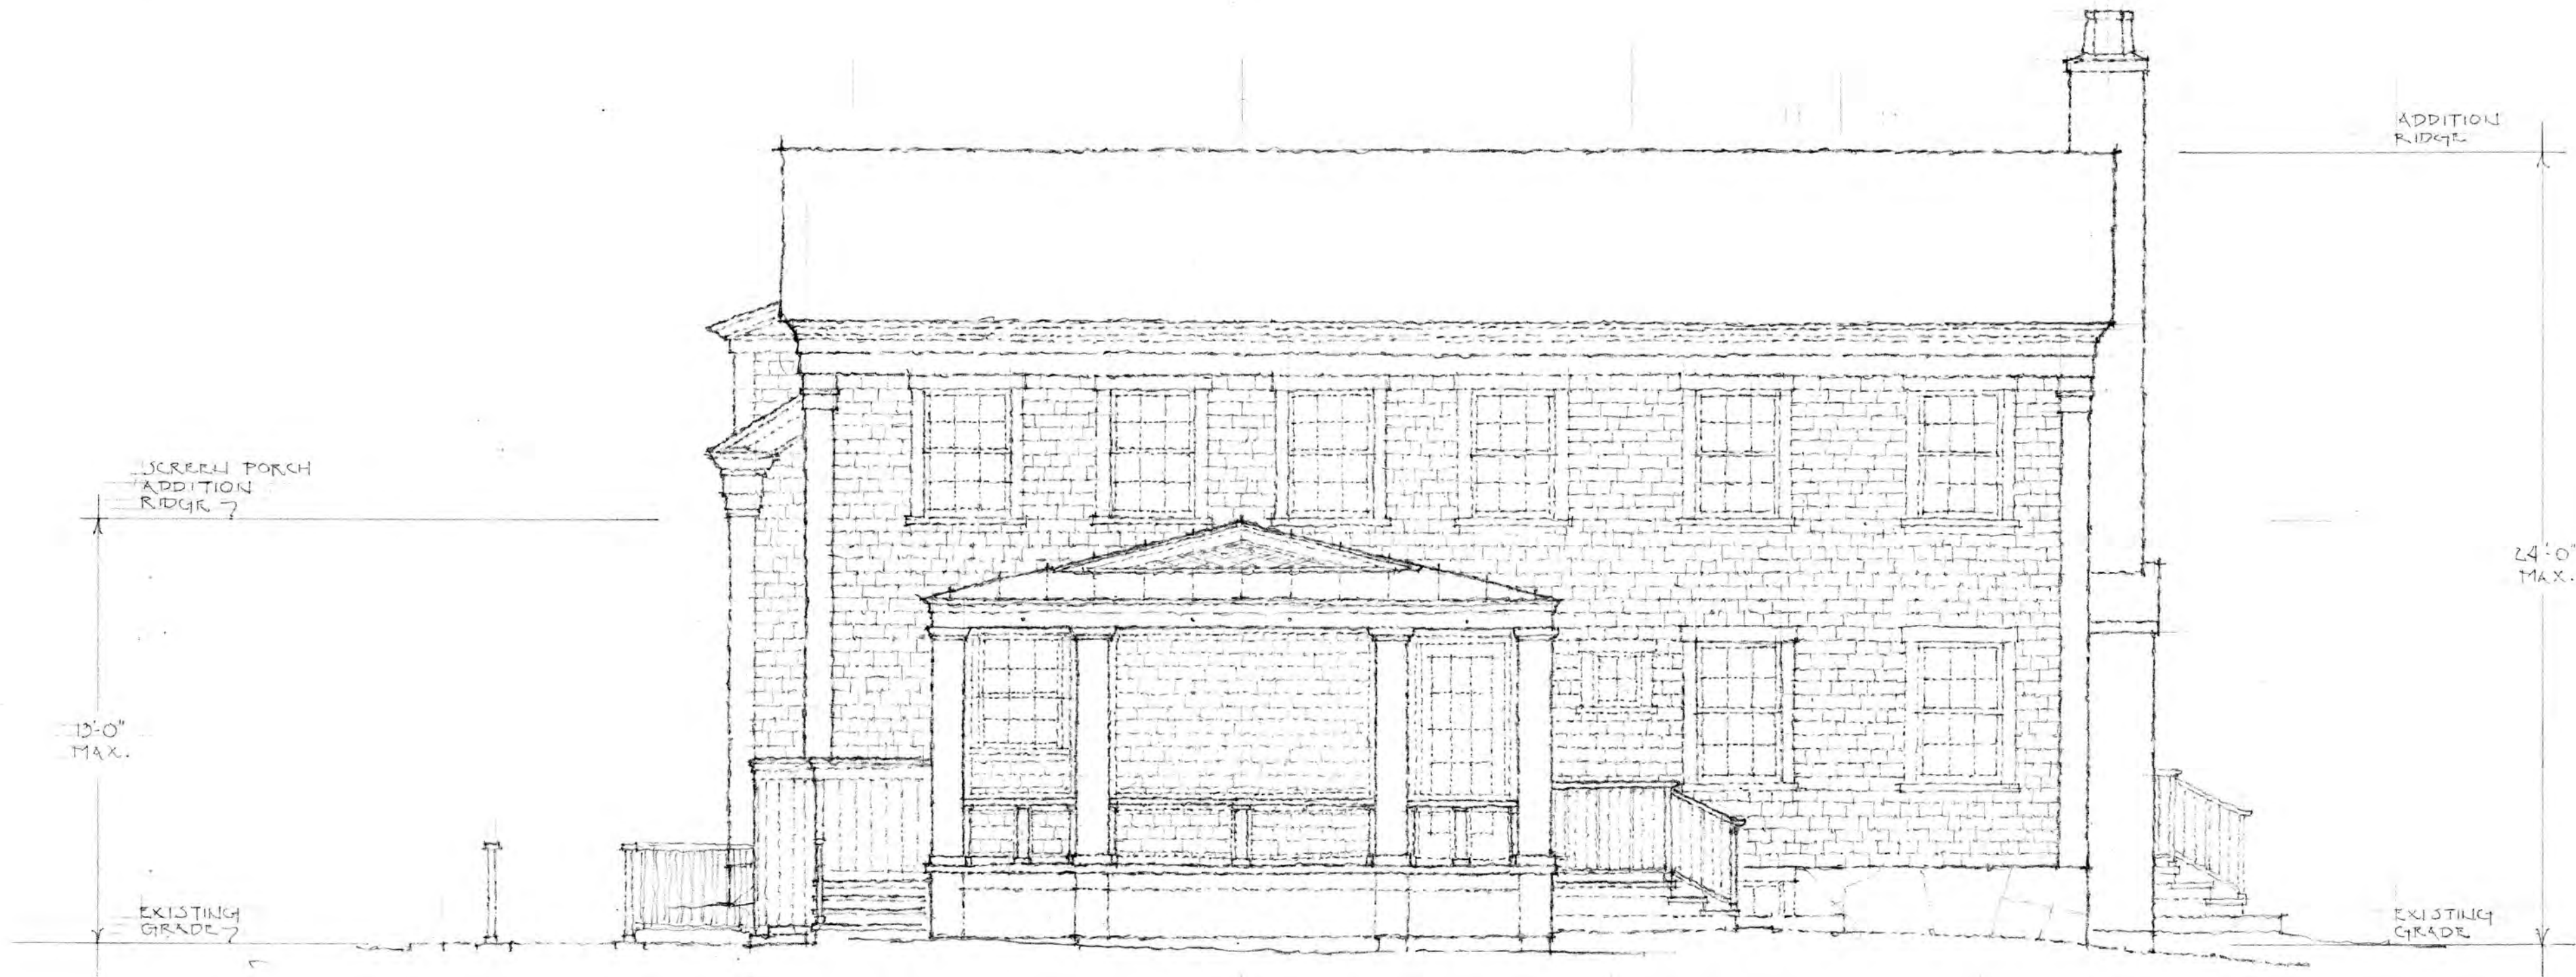 ADDITION
RIDGE
SCREEN PORCH
ADDITION
RIDGE
24'-0"
MAX.
13'-0"
MAX.
EXISTING
GRADE
EXISTING
GRADE